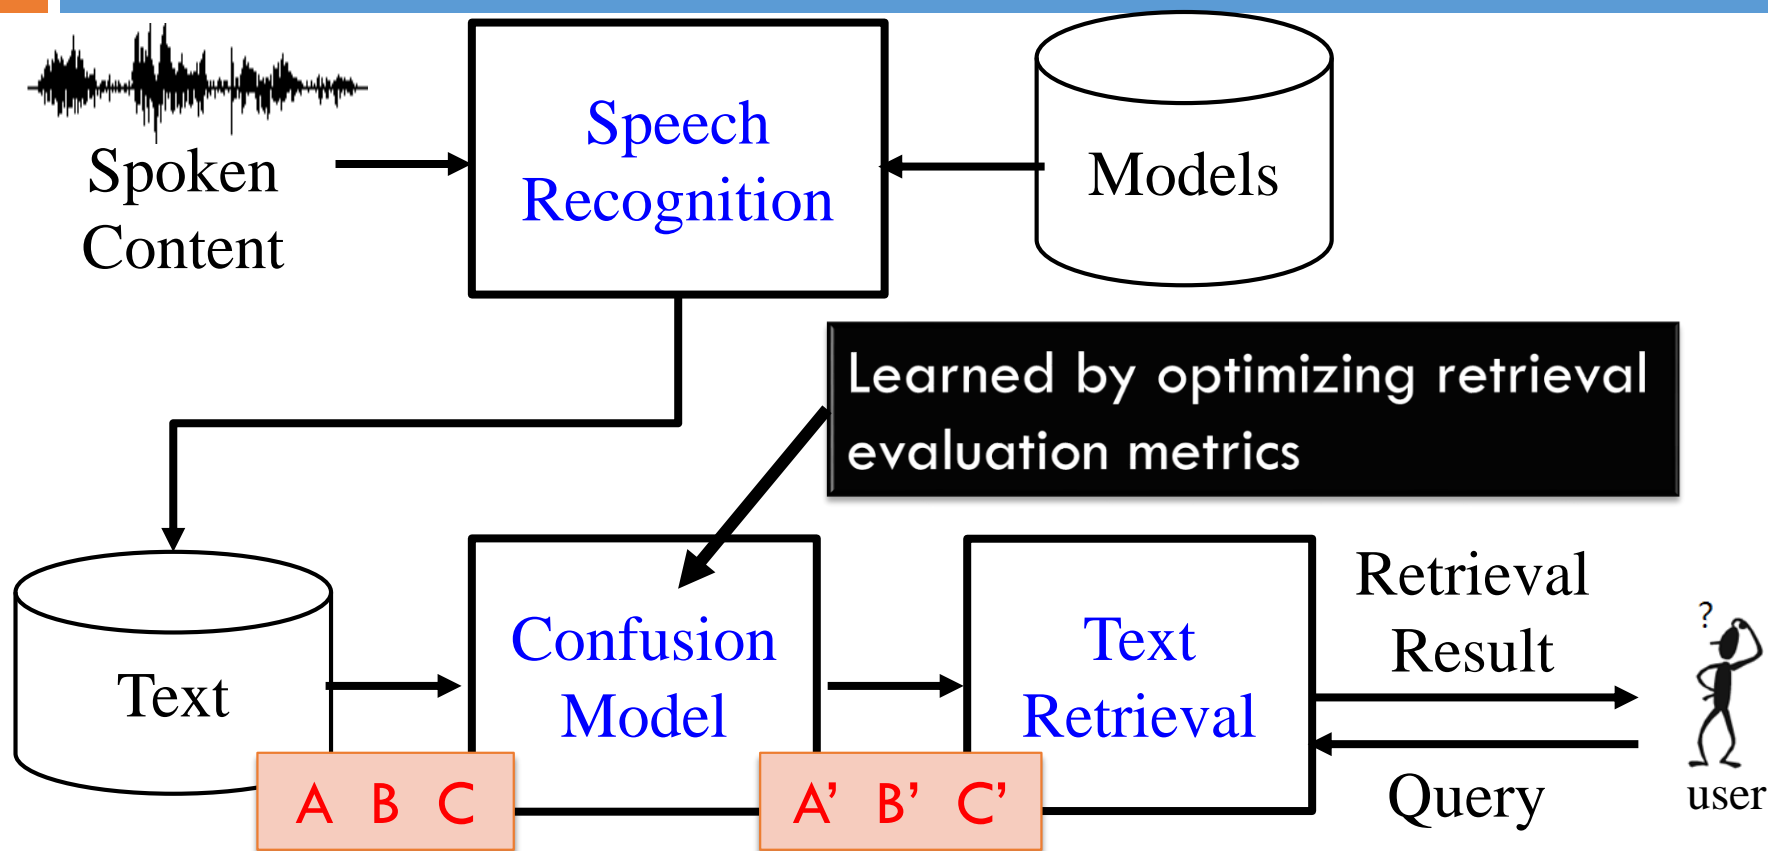 Spoken
Content
Speech
Recognition
Models
Learned by optimizing retrieval
evaluation metrics
Text
Confusion
Model
Text
Retrieval
Retrieval
Result
Query
?
user
A B C
A’ B’ C’